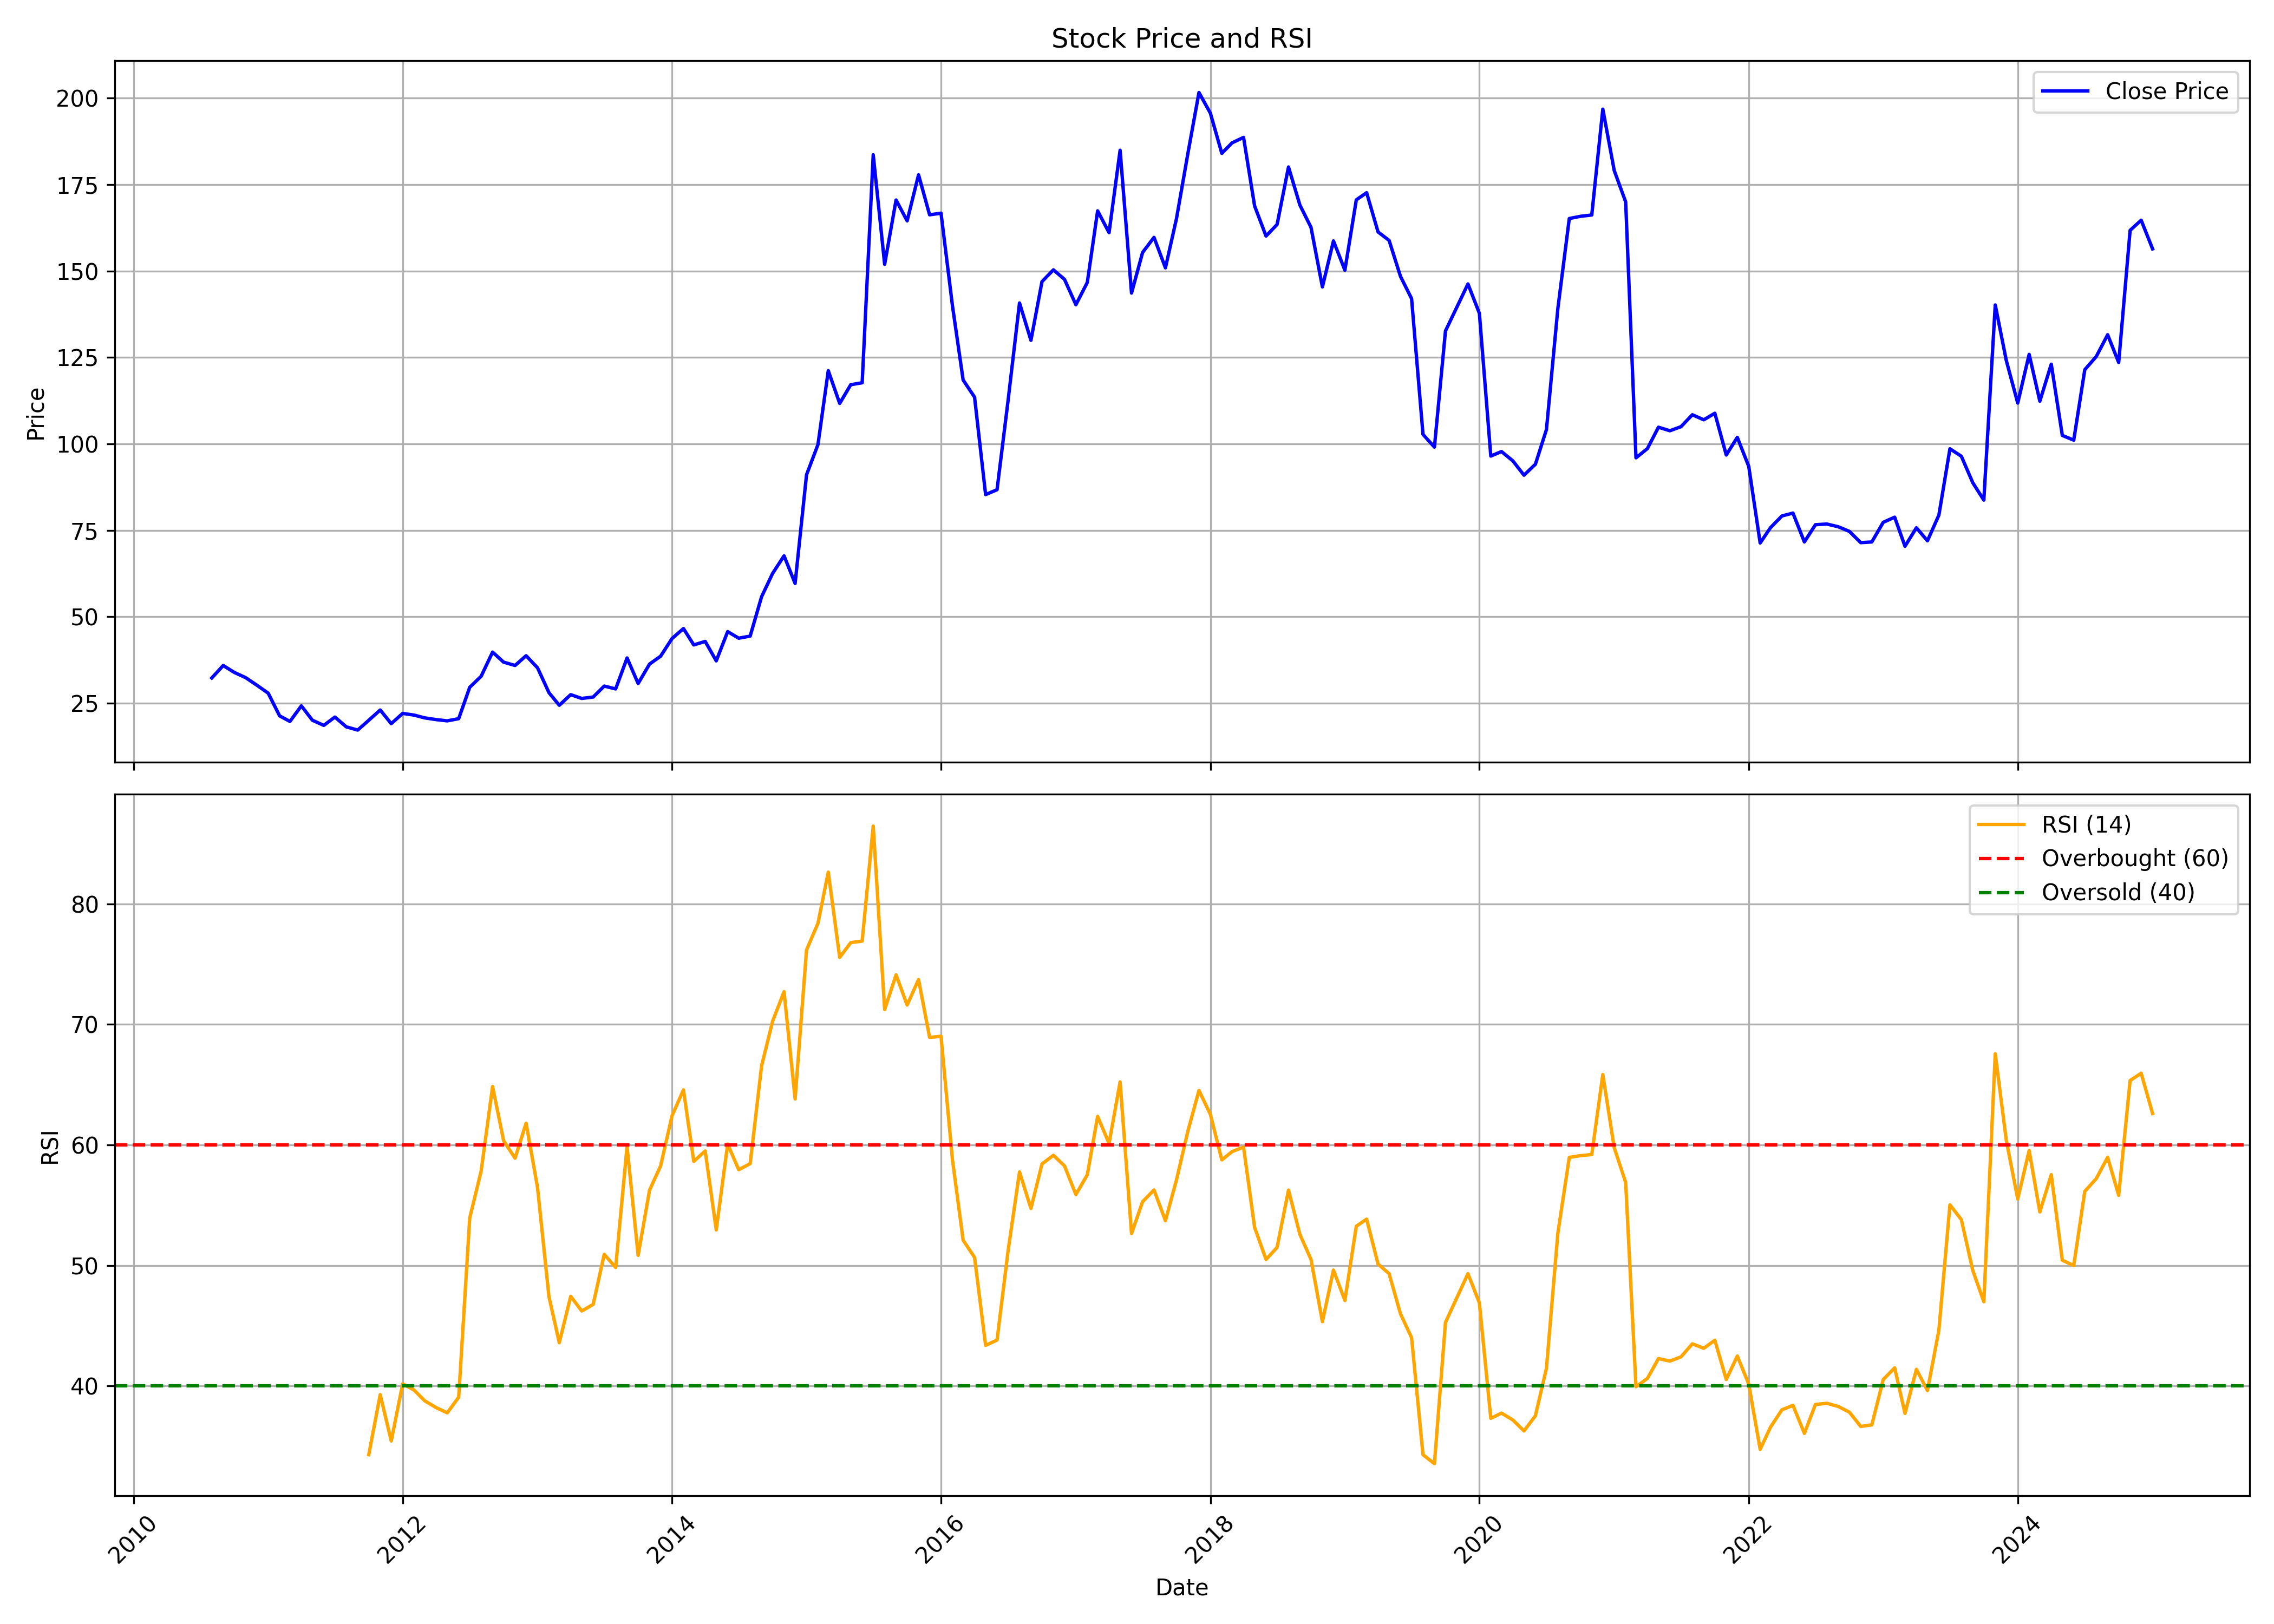 Stock Price and RSI
Close Price
200
175
150
125
100
75
50
25
Price
RSI (14)
Overbought (60)
Oversold (40)
80
70
60
50
40
RSI
2010
2012
2014
2016
2018
2020
2022
2024
Date